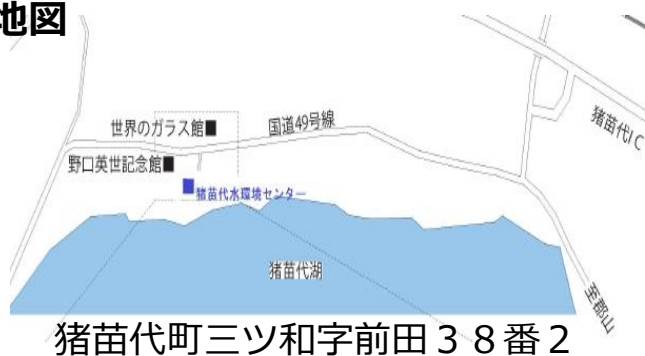 地図
世界のガラス館■
国道49号線
猪苗代IC
野口英世記念館■
■猪苗代水環境センター
猪苗代湖
至郡山
猪苗代町三ツ和字前田３８番２